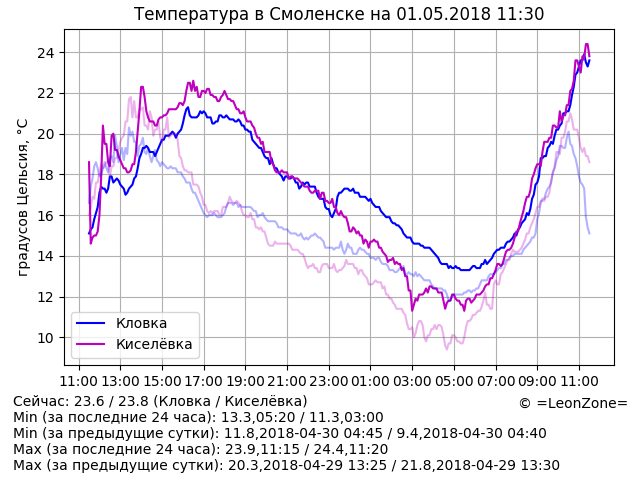 Температура в Смоленске на 01.05.2018 11:30
градусов Цельсия, °C
24
22
20
18
16
14
12
10
Кловка
Киселёвка
11:00 13:00 15:00 17:00 19:00 21:00 23:00 01:00 03:00 05:00 07:00 09:00 11:00
Сейчас: 23.6 / 23.8 (Кловка / Киселёвка)
© =LeonZone=
Min (за последние 24 часа): 13.3,05:20 / 11.3,03:00
Min (за предыдущие сутки): 11.8,2018-04-30 04:45 / 9.4,2018-04-30 04:40
Max (за последние 24 часа): 23.9,11:15 / 24.4,11:20
Max (за предыдущие сутки): 20.3,2018-04-29 13:25 / 21.8,2018-04-29 13:30